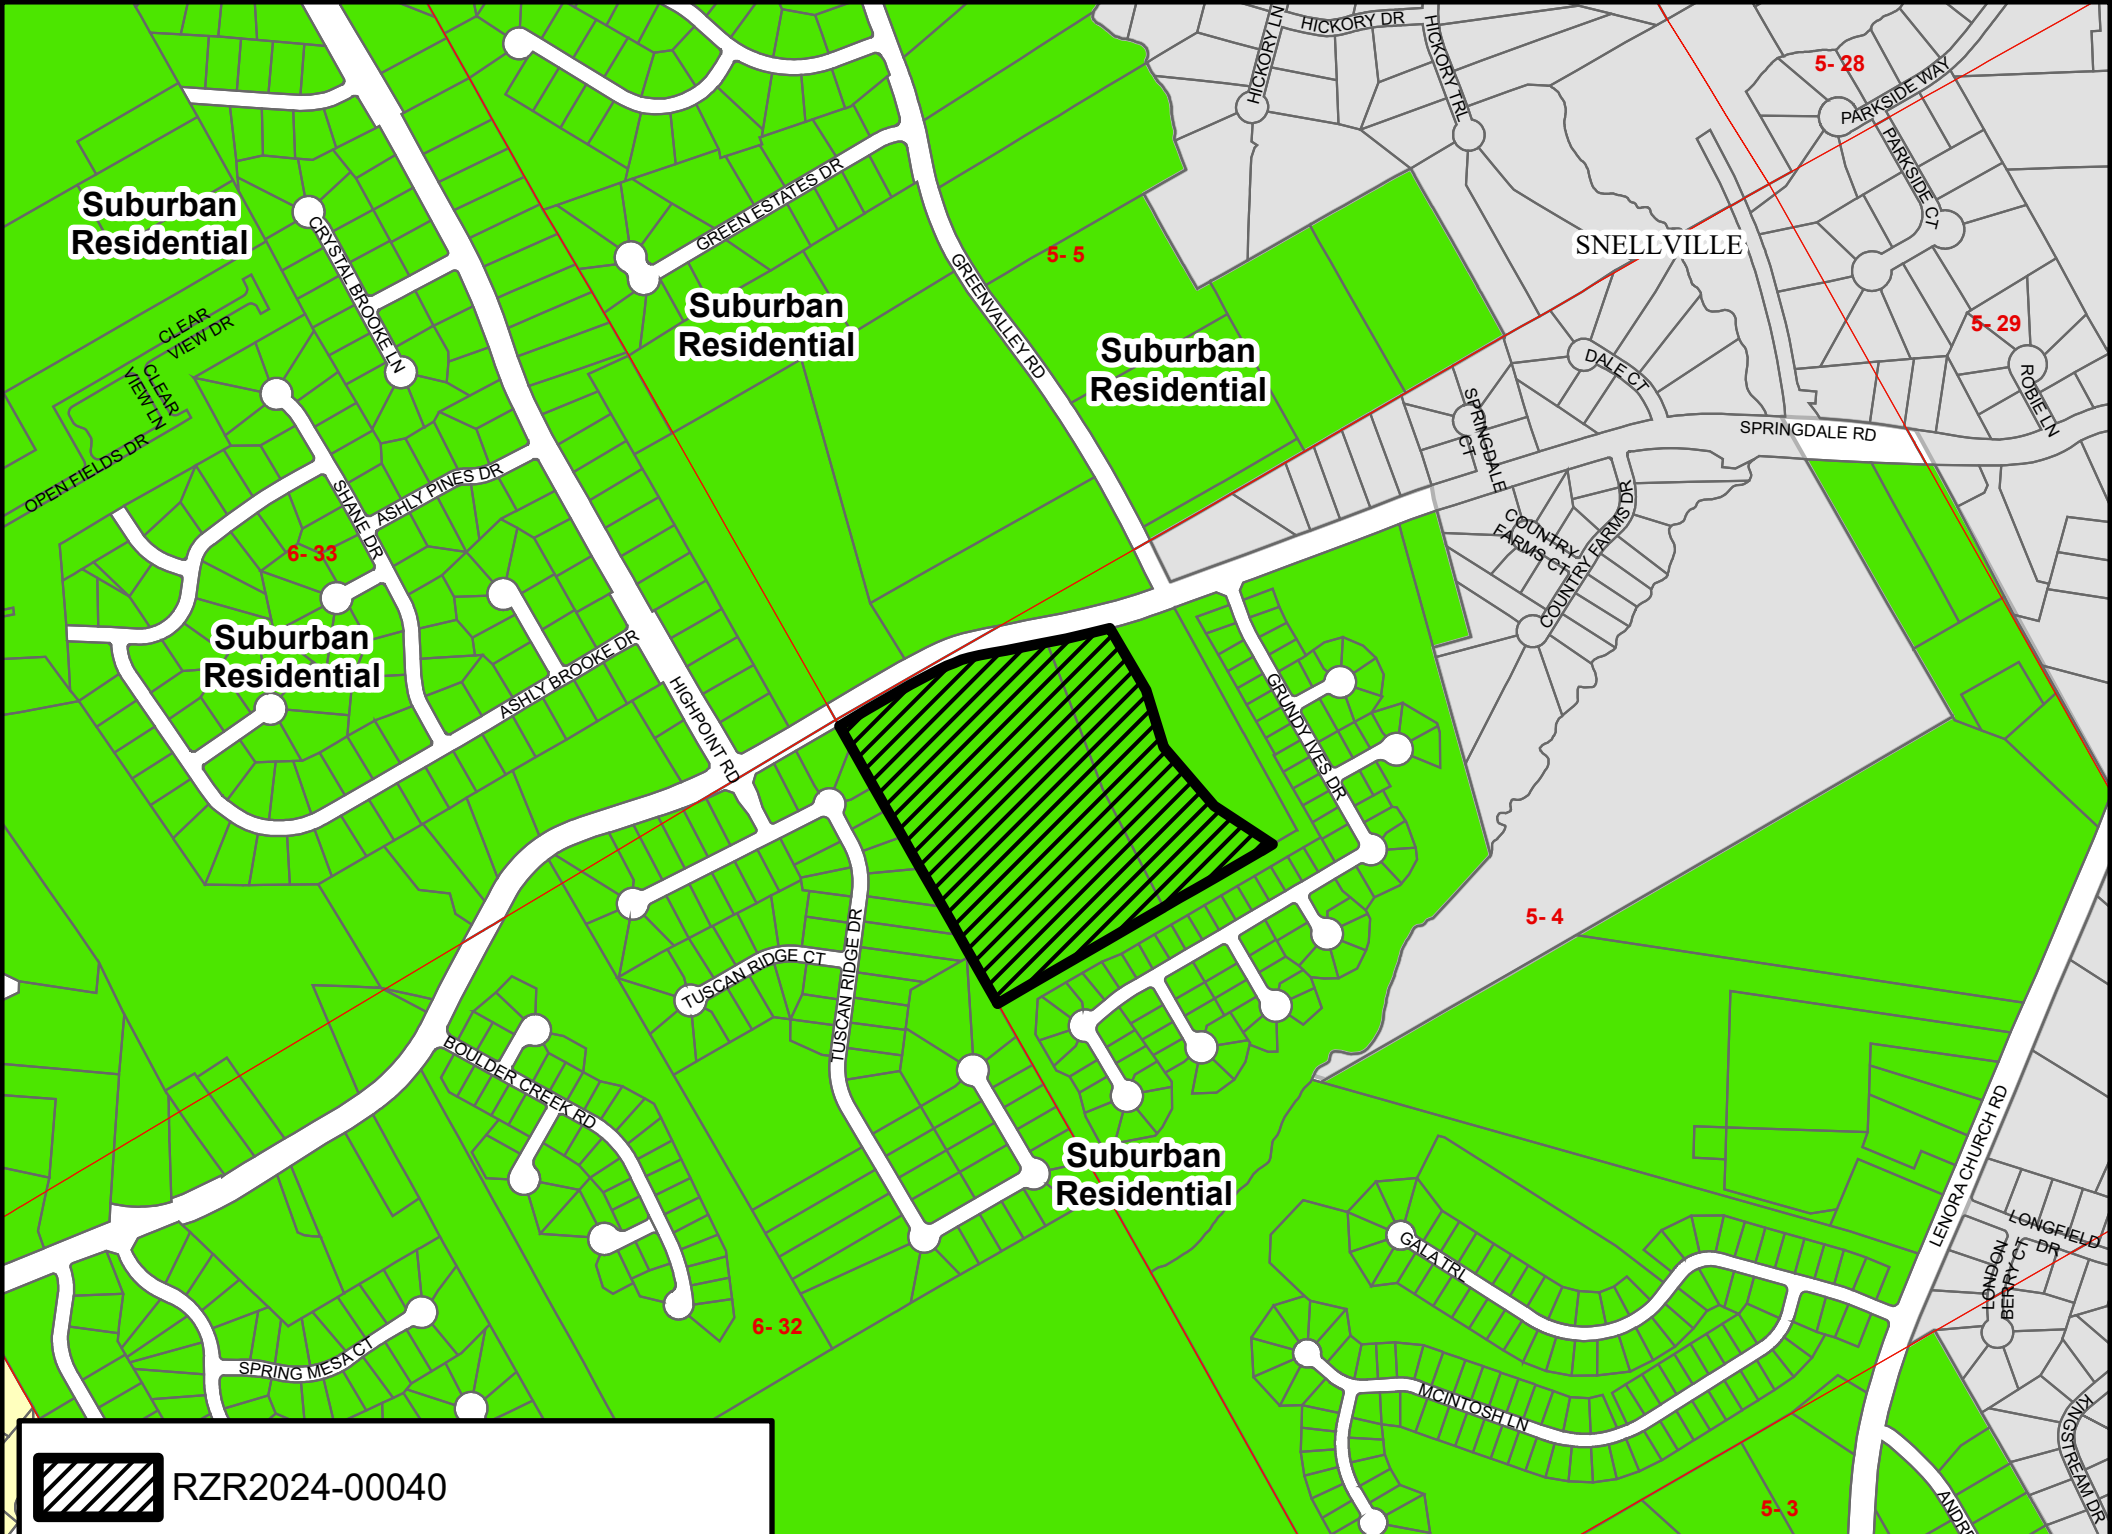 HICKORY LN
HICKORY DR
HICKORY TRL
5- 28
PARKSIDE WAY
PARKSIDE CT
Suburban
Residential
CRYSTAL BROOKE LN
GREEN ESTATES DR
5- 5
SNELLVILLE
GREENVALLEY RD
Suburban
Residential
CLEAR
VIEW DR
Suburban
Residential
5- 29
DALE CT
ROBIE LN
CLEAR
VIEW LN
SPRINGDALE
CT
SPRINGDALE RD
OPEN FIELDS DR
ASHLY PINES DR
SHANE DR
6- 33
COUNTRY
FARMS CT
COUNTRY FARMS DR
Suburban
Residential
ASHLY BROOKE DR
HIGHPOINT RD
GRUNDY IVES DR
5- 4
TUSCAN RIDGE DR
TUSCAN RIDGE CT
BOULDER CREEK RD
Suburban
Residential
LENORA CHURCH RD
LONGFIELD
DR
LONDON
BERRY CT
GALA TRL
6- 32
SPRING MESA CT
MCINTOSH LN
KINGSTREAM DR
5- 3
RZR2024-00040